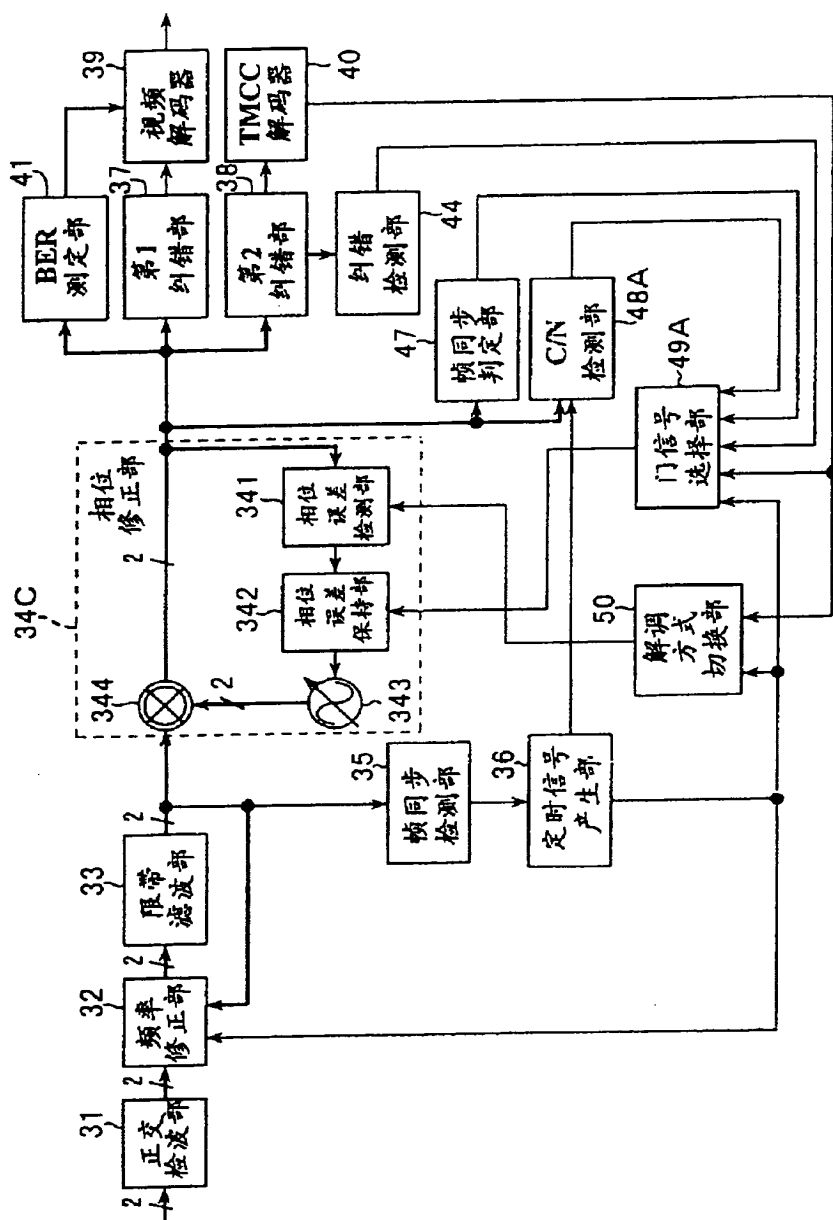 2
31
正交
检波部
2
32
频率
修正部
2
33
限带
滤波部
2
34C
相位
修正部
344
2
2
343
342
相位
误差
保持部
341
相位
误差
检测部
35
帧同步
检测部
36
定时信号
产生部
41
BER
测定部
37
第1
纠错部
38
第2
纠错部
39
视频
解码器
40
TMCC
解码器
44
纠错
检测部
47
帧同步
判定部
48A
C/N
检测部
49A
门信号
选择部
50
解调
方式
切换部